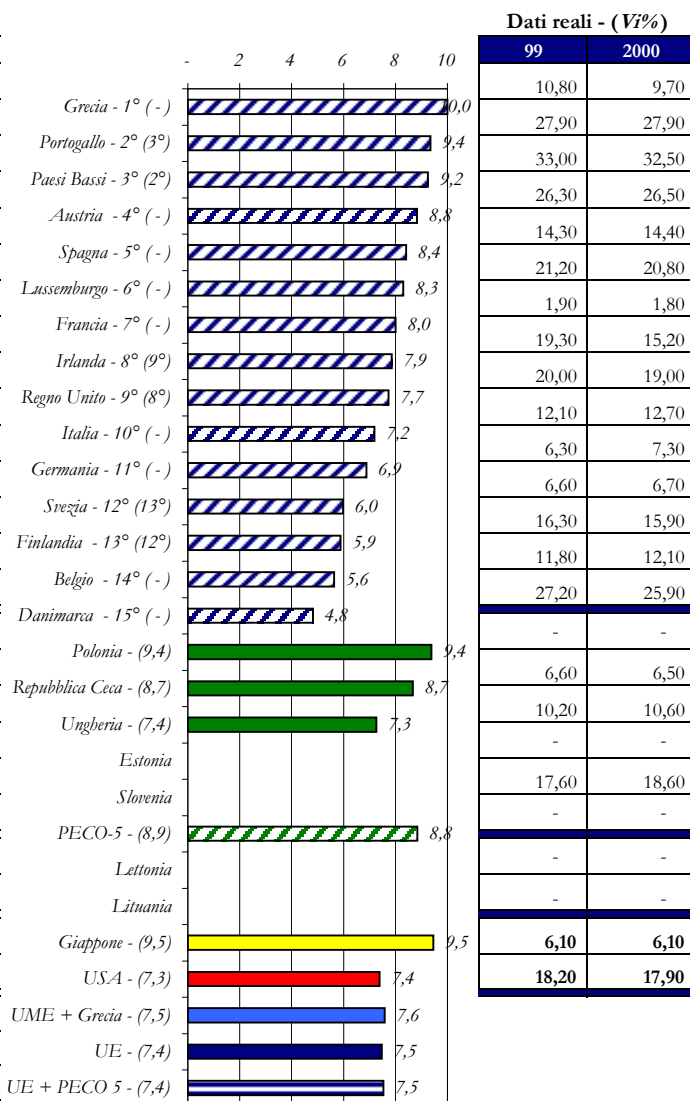 Dati reali - (Vi%)
99 2000
- 2 4 6 8 10
10,80 9,70
Grecia - 1° ( - ) 10,0
27,90 27,90
Portogallo - 2° (3°) 9,4
33,00 32,50
Paesi Bassi - 3° (2°) 9,2
26,30 26,50
Austria - 4° ( - ) 8,8
14,30 14,40
Spagna - 5° ( - ) 8,4
21,20 20,80
Lussemburgo - 6° ( - ) 8,3
1,90 1,80
Francia - 7° ( - ) 8,0
19,30 15,20
Irlanda - 8° (9°) 7,9
20,00 19,00
Regno Unito - 9° (8°) 7,7
12,10 12,70
Italia - 10° ( - ) 7,2
6,30 7,30
Germania - 11° ( - ) 6,9
6,60 6,70
Svezia - 12° (13°) 6,0
16,30 15,90
Finlandia - 13° (12°) 5,9
11,80 12,10
Belgio - 14° ( - ) 5,6
27,20 25,90
Danimarca - 15° ( - ) 4,8
- -
Polonia - (9,4) 9,4
6,60 6,50
Repubblica Ceca - (8,7) 8,7
10,20 10,60
Ungheria - (7,4) 7,3
- -
Estonia
17,60 18,60
Slovenia
- -
PECO-5 - (8,9) 8,8
- -
Lettonia
- -
Lituania
Giappone - (9,5) 9,5
6,10 6,10
USA - (7,3) 7,4
18,20 17,90
UME + Grecia - (7,5) 7,6
UE - (7,4) 7,5
UE + PECO 5 - (7,4) 7,5